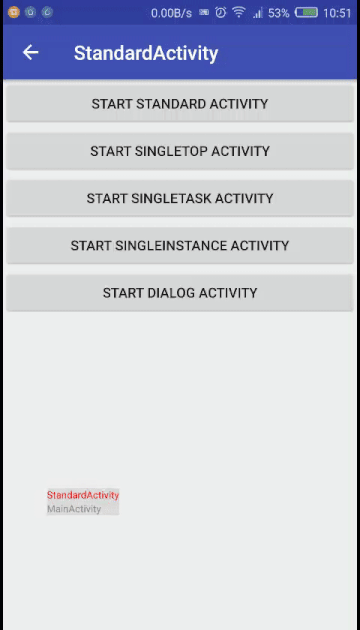 0.00B/s 53% 10:51
StandardActivity
START STANDARD ACTIVITY
START SINGLETOP ACTIVITY
START SINGLETASK ACTIVITY
START SINGLEINSTANCE ACTIVITY
START DIALOG ACTIVITY
StandardActivity
MainActivity